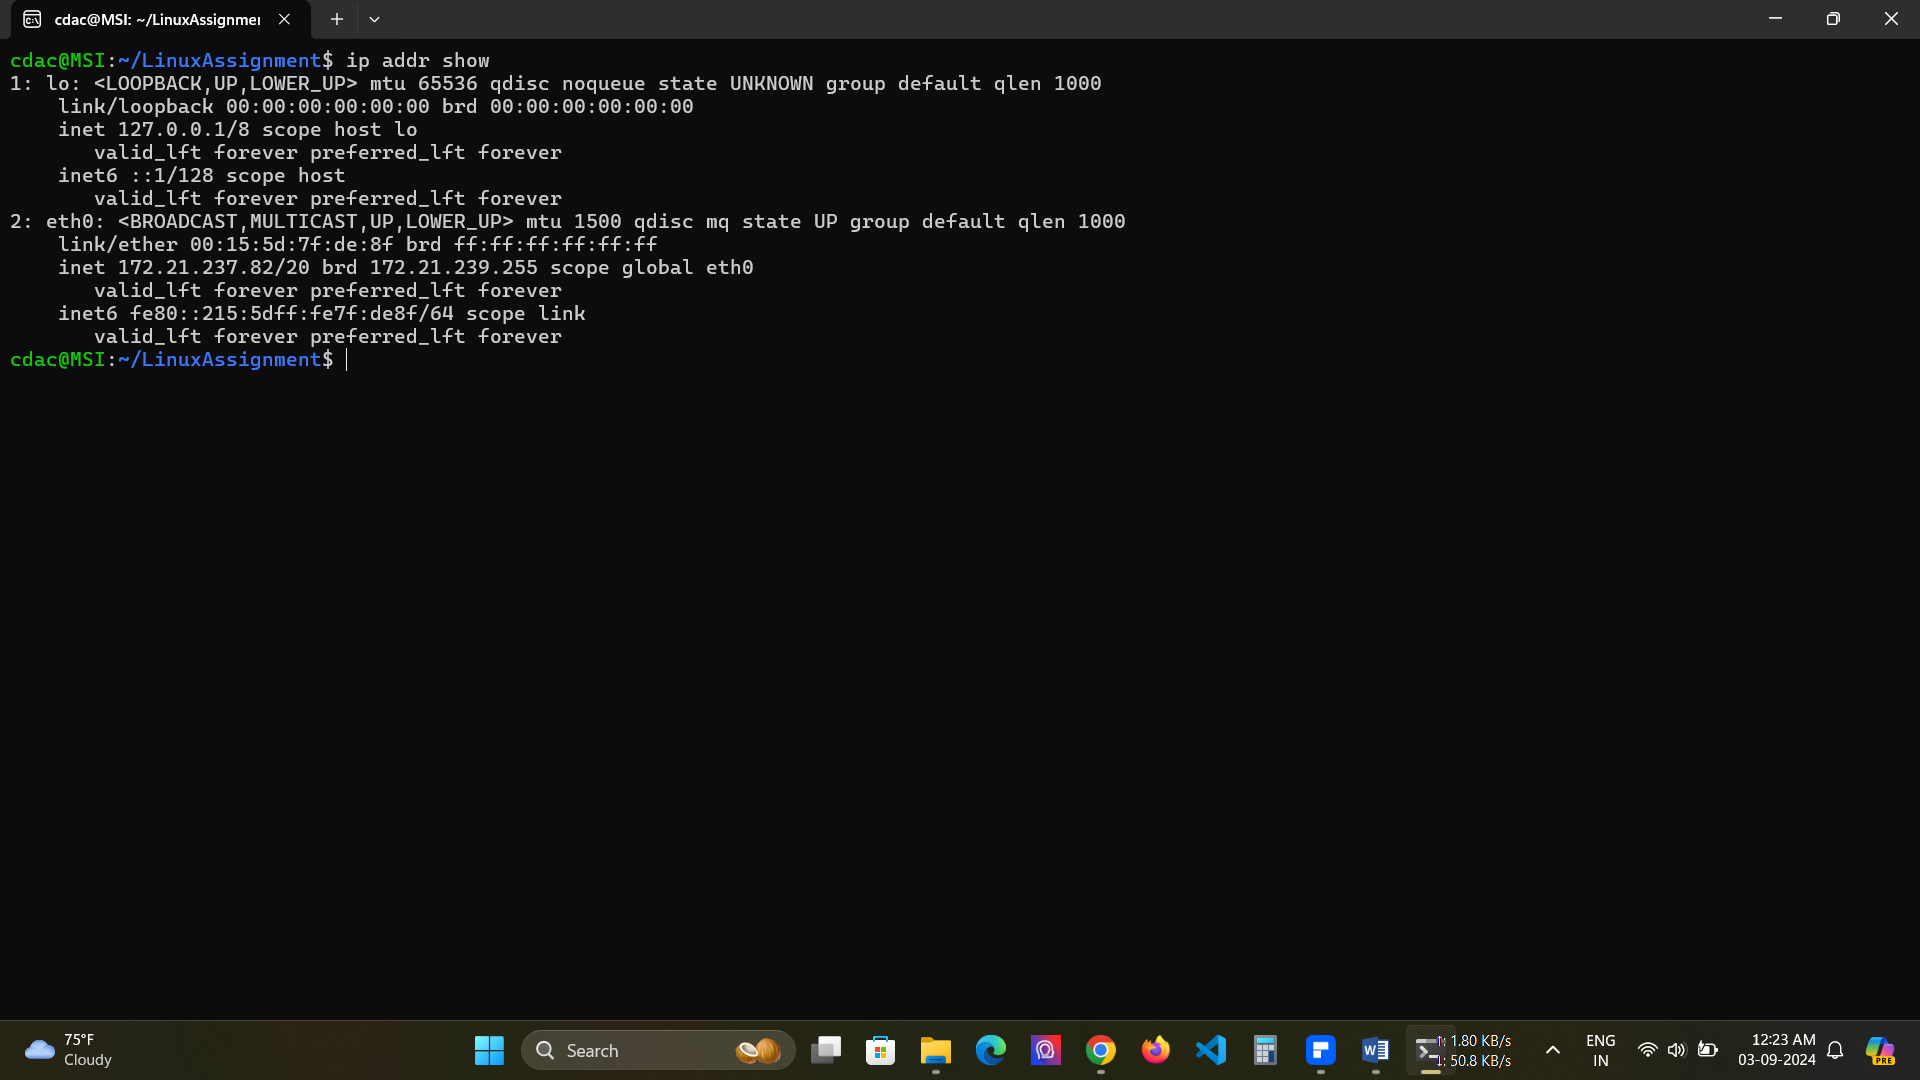 cdac@MSI: ~/LinuxAssignmer
cdac@MSI:~/LinuxAssignment$ ip addr show
1: lo: <LOOPBACK,UP,LOWER_UP> mtu 65536 qdisc noqueue state UNKNOWN group default qlen 1000
    link/loopback 00:00:00:00:00:00 brd 00:00:00:00:00:00
    inet 127.0.0.1/8 scope host lo
       valid_lft forever preferred_lft forever
    inet6 ::1/128 scope host
       valid_lft forever preferred_lft forever
2: eth0: <BROADCAST,MULTICAST,UP,LOWER_UP> mtu 1500 qdisc mq state UP group default qlen 1000
    link/ether 00:15:5d:7f:de:8f brd ff:ff:ff:ff:ff:ff
    inet 172.21.237.82/20 brd 172.21.239.255 scope global eth0
       valid_lft forever preferred_lft forever
    inet6 fe80::215:5dff:fe7f:de8f/64 scope link
       valid_lft forever preferred_lft forever
cdac@MSI:~/LinuxAssignment$
75°F
Cloudy
Search
1.80 KB/s
50.8 KB/s
ENG
IN
12:23 AM
03-09-2024
PRE